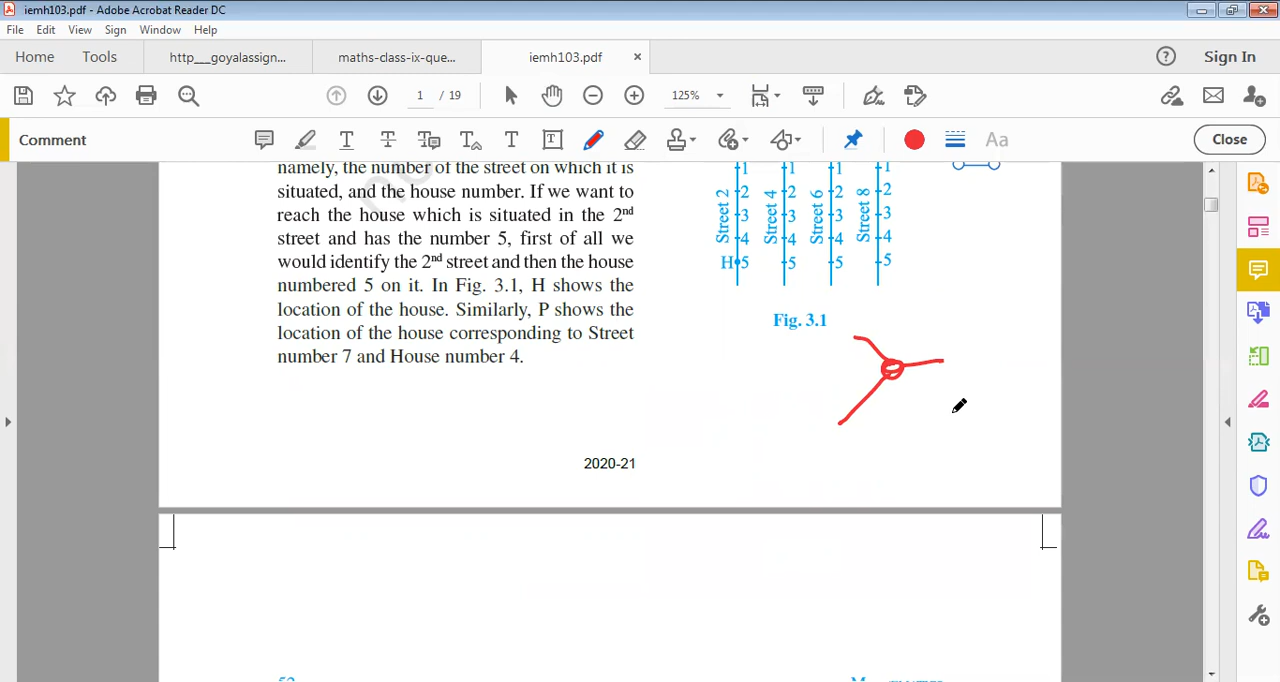 iemh103.pdf - Adobe Acrobat Reader DC
File Edit View Sign Window Help
Home Tools http___goyalassign... maths-class-ix-que... iemh103.pdf × ? Sign In
1 / 19 125%
Comment T T T T Aa Close
namely, the number of the street on which it is
situated, and the house number. If we want to
reach the house which is situated in the 2nd
street and has the number 5, first of all we
would identify the 2nd street and then the house
numbered 5 on it. In Fig. 3.1, H shows the
location of the house. Similarly, P shows the
location of the house corresponding to Street
number 7 and House number 4.
1 1 1 1
2 2 2 2
3 3 3 3
4 4 4 4
H 5 5 5 5
Street 2 Street 4 Street 6 Street 8
Fig. 3.1
2020-21